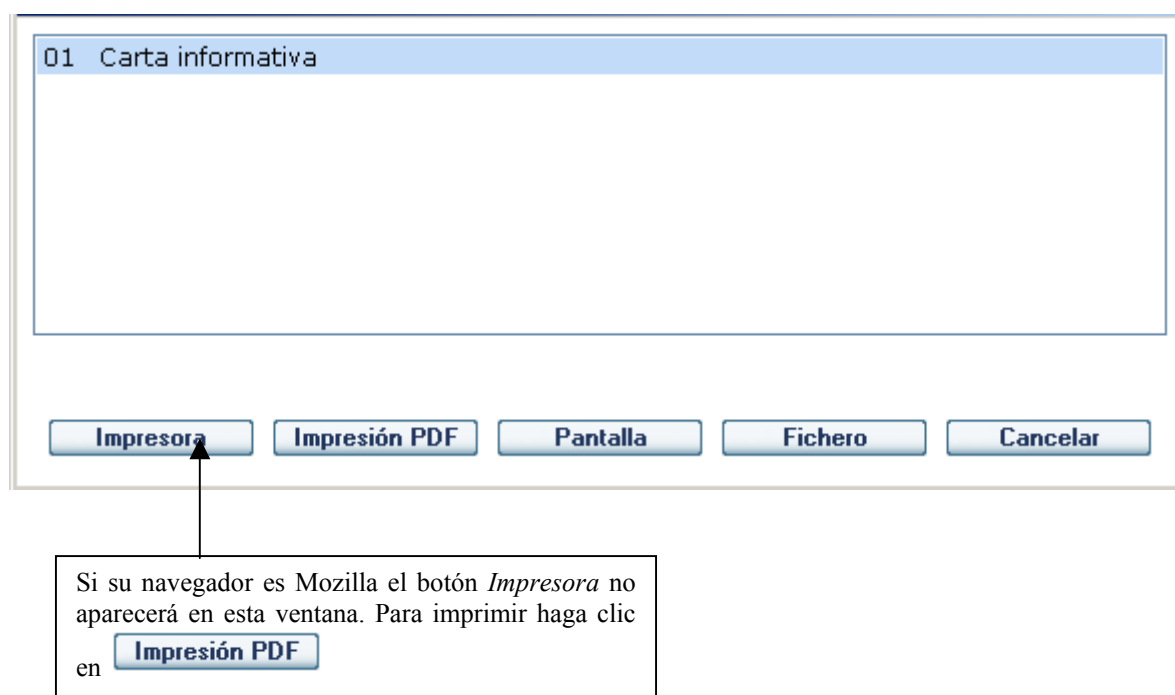 01 Carta informativa
Impresora Impresión PDF Pantalla Fichero Cancelar
Si su navegador es Mozilla el botón Impresora no
aparecerá en esta ventana. Para imprimir haga clic
en Impresión PDF